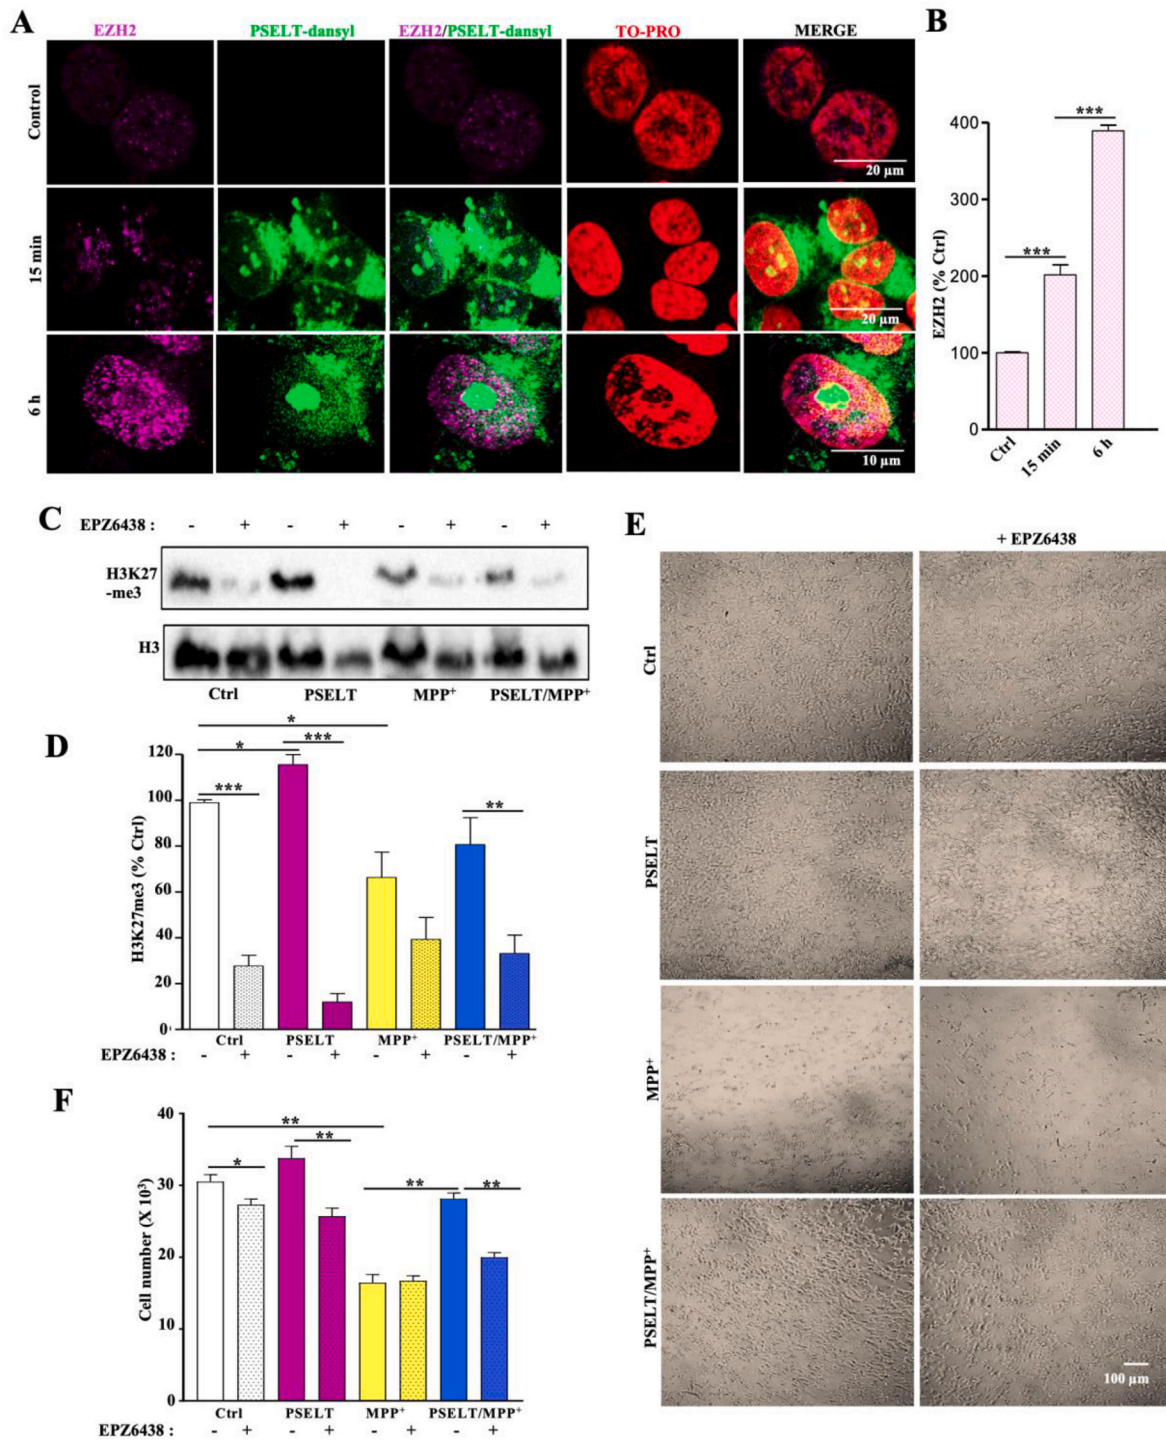 A
EZH2 PSELT-dansyl EZH2/PSELT-dansyl TO-PRO MERGE
Control
20 µm
15 min
20 µm
6 h
10 µm
B
EZH2 (% Ctrl)
400
300
200
100
0
***
***
Ctrl 15 min 6 h
C
EPZ6438 : - + - + - + - +
H3K27
-me3
H3
Ctrl PSELT MPP+ PSELT/MPP+
D
H3K27me3 (% Ctrl)
120
100
80
60
40
20
0
*
* ***
***
**
Ctrl PSELT MPP+ PSELT/MPP+
EPZ6438 : - + - + - + - +
E
+ EPZ6438
Ctrl
PSELT
MPP+
PSELT/MPP+
100 µm
F
Cell number (X 10³)
40
30
20
10
0
**
**
*
** **
Ctrl PSELT MPP+ PSELT/MPP+
EPZ6438 : - + - + - + - +